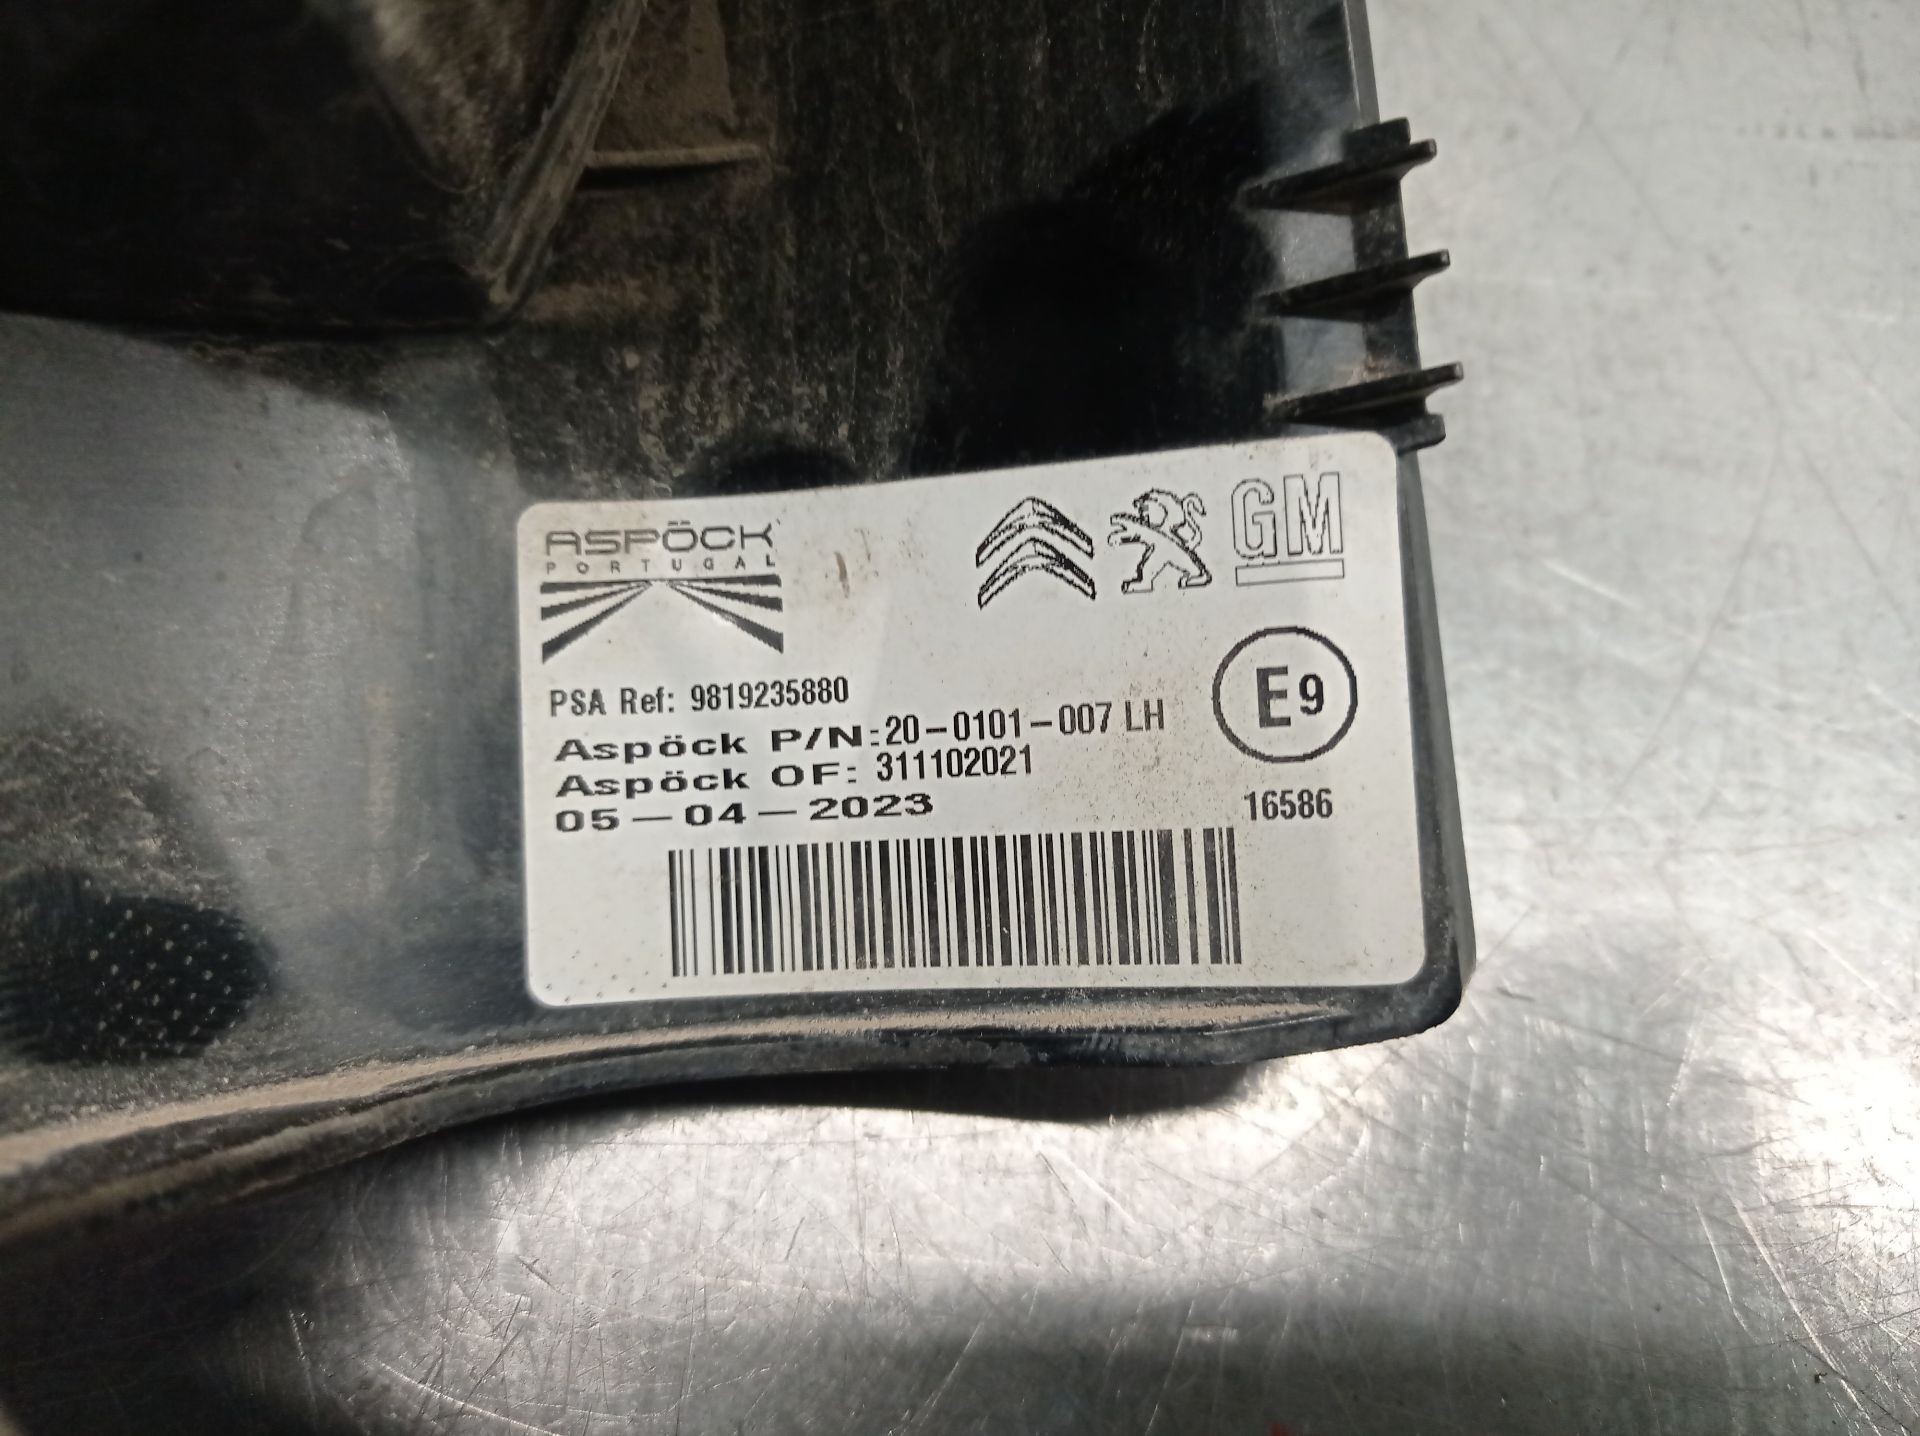 ASPÖCK
PORTUGAL
GM
PSA Ref: 9819235880
Aspöck P/N:20-0101-007 LH
Aspöck OF: 311102021
05-04-2023
E9
16586